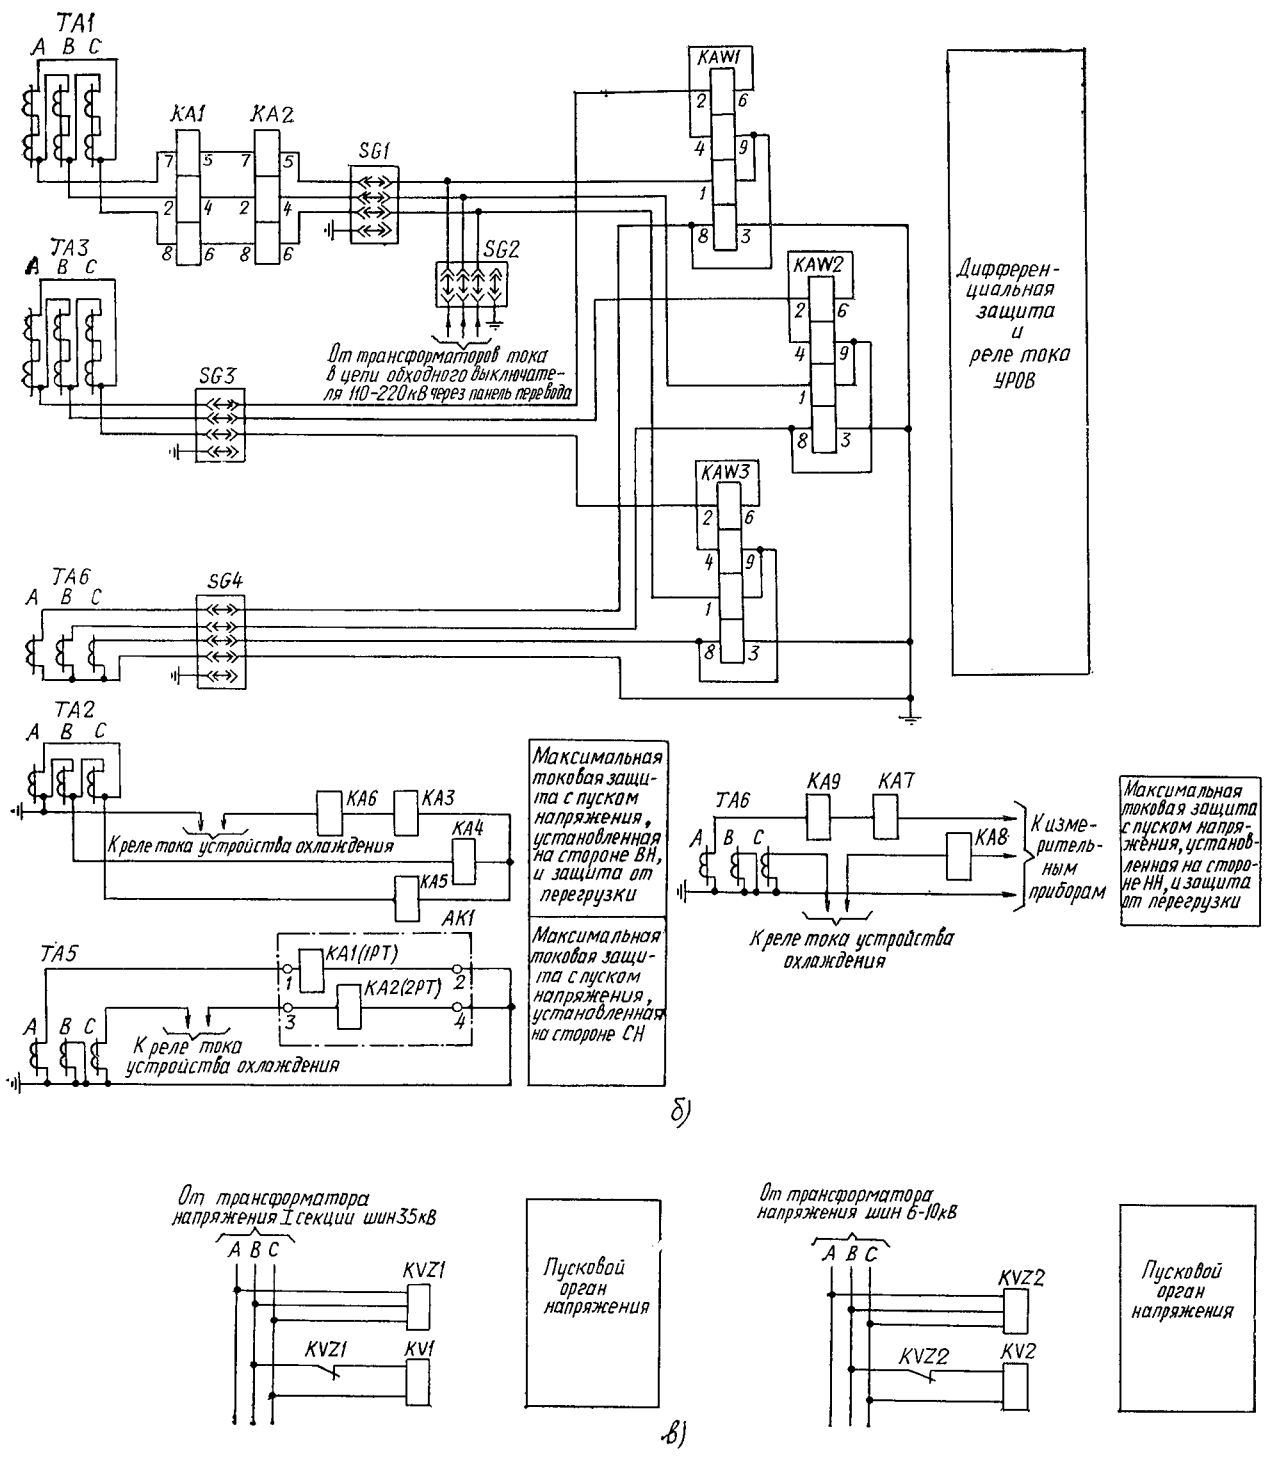 TA1
A B C
KA1 KA2
7 5 7 5
2 4 2 4
8 6 8 6
SG1
KAW1
2 6
4 9
1
8 3
SG2
От трансформаторов тока
в цепи обходного выключате-
ля 110-220кВ через панель перевода
TA3
A B C
SG3
KAW2
2 6
4 9
1
8 3
KAW3
2 6
4 9
1
8 3
Дифферен-
циальная
защита
и
реле тока
УРОВ
TA6
A B C
SG4
TA2
A B C
KA6 KA3
KA4
KA5
К реле тока устройства охлаждения
Максимальная
токовая защи-
та с пуском
напряжения,
установленная
на стороне ВН,
и защита от
перегрузки
TA5
A B C
AK1
KA1(1РТ)
1 2
KA2(2РТ)
3 4
К реле тока
устройства охлаждения
Максимальная
токовая защи-
та с пуском
напряжения,
установленная
на стороне СН
TA6
A B C
KA9 KA7
KA8
К изме-
ритель-
ным
приборам
К реле тока устройства
охлаждения
Максимальная
токовая защита
с пуском напря-
жения, установ-
ленная на сторо-
не НН, и защита
от перегрузки
б)
От трансформатора
напряжения I секции шин 35кВ
A B C
KVZ1
KVZ1 KV1
Пусковой
орган
напряжения
От трансформатора
напряжения шин 6-10кВ
A B C
KVZ2
KVZ2 KV2
Пусковой
орган
напряжения
в)